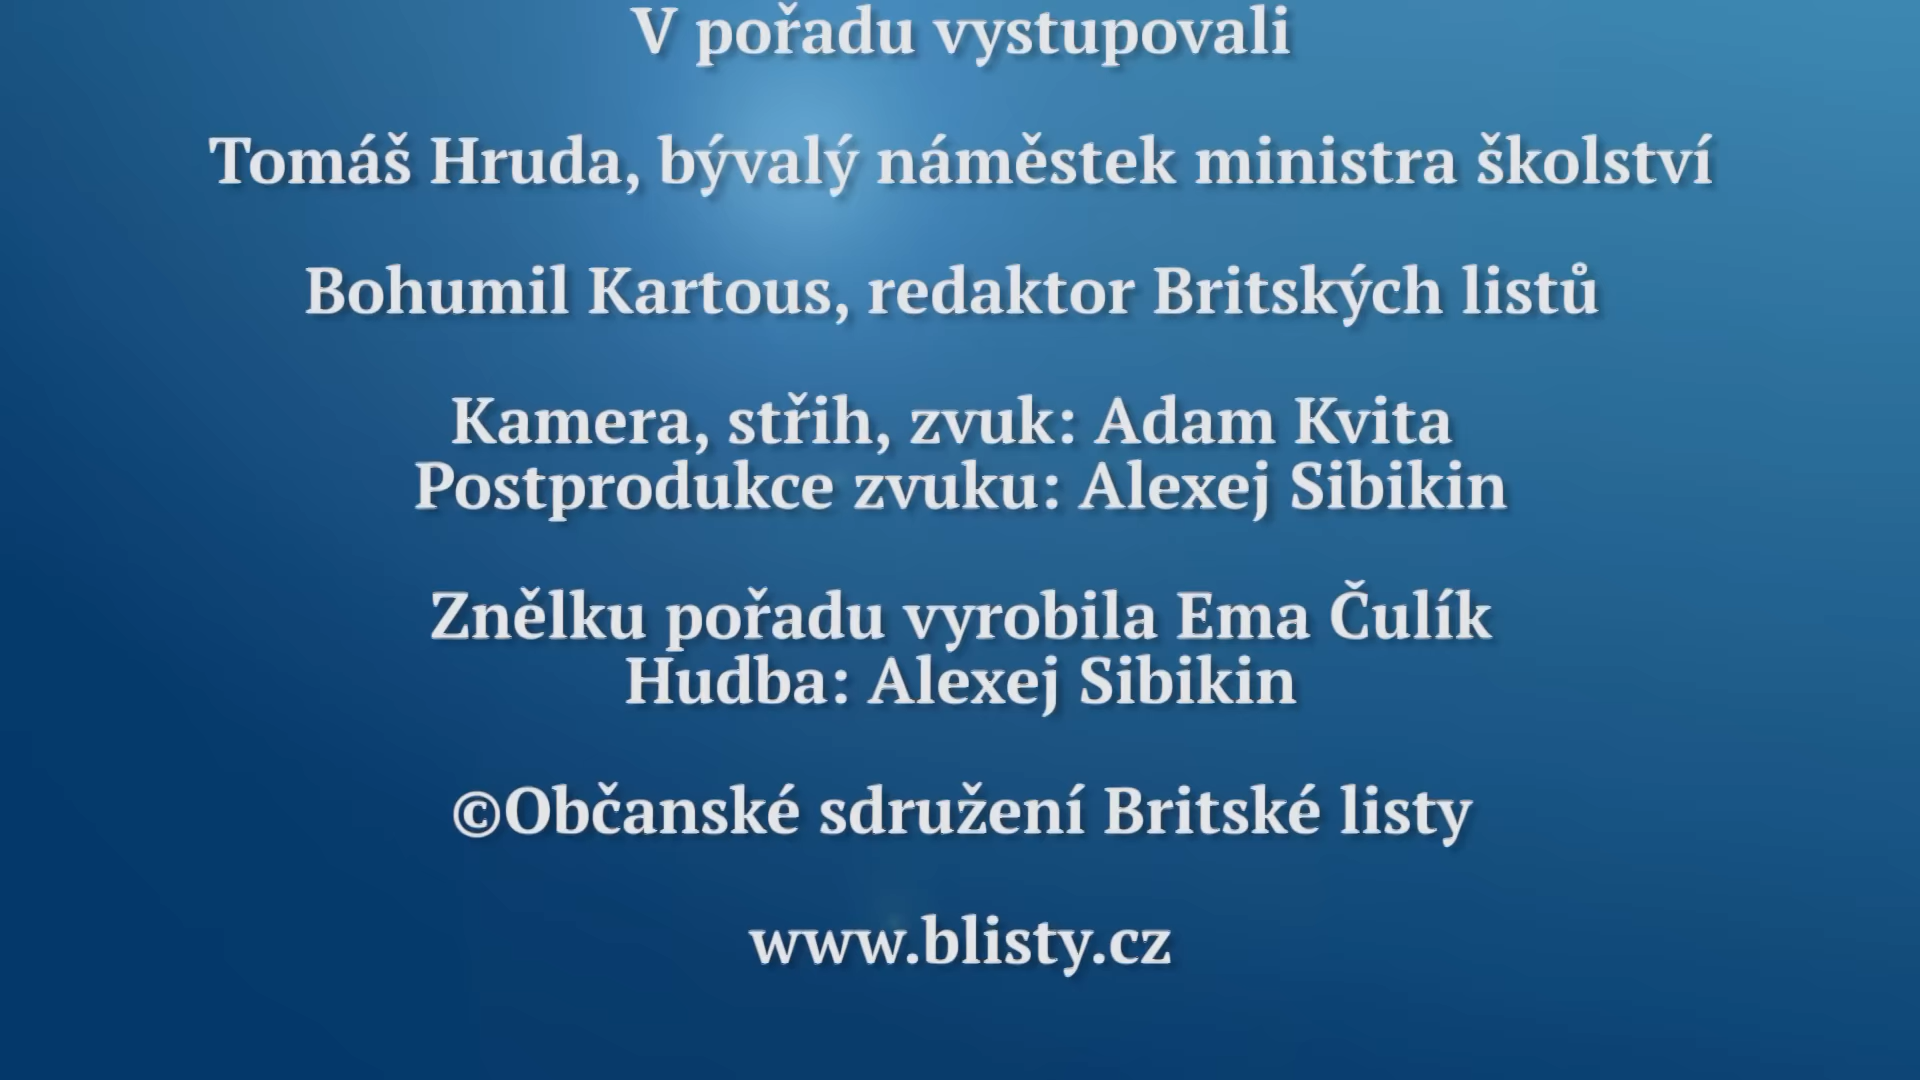 V pořadu vystupovali
Tomáš Hruda, bývalý náměstek ministra školství
Bohumil Kartous, redaktor Britských listů
Kamera, střih, zvuk: Adam Kvita
Postprodukce zvuku: Alexej Sibikin
Znělku pořadu vyrobila Ema Čulík
Hudba: Alexej Sibikin
©Občanské sdružení Britské listy
www.blisty.cz